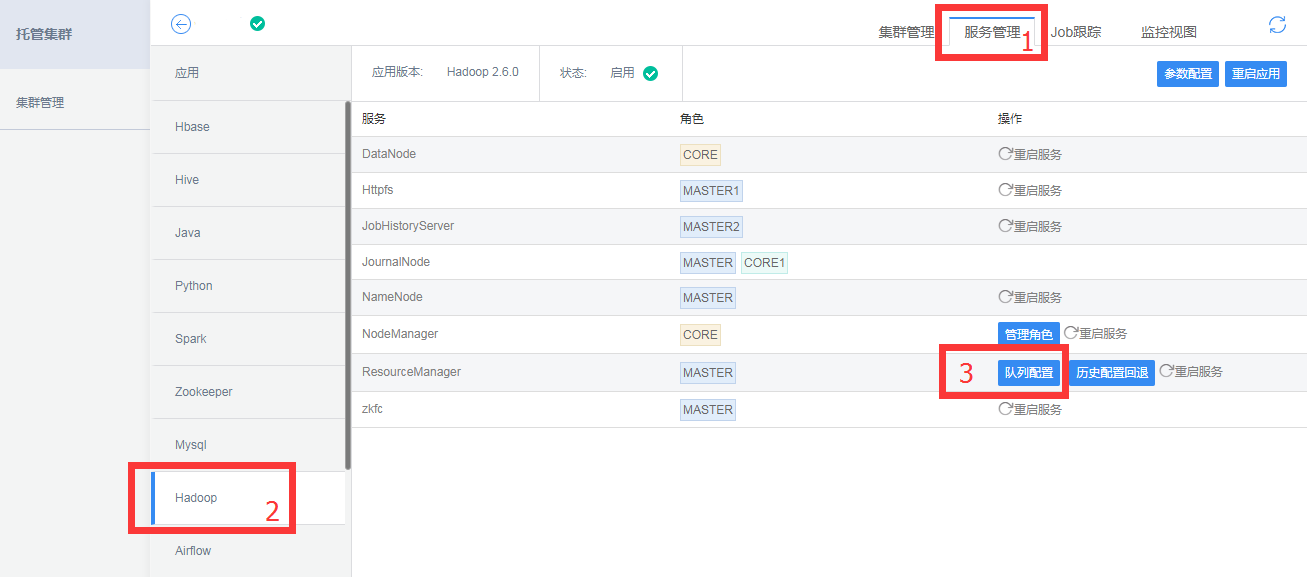 托管集群
集群管理
集群管理 服务管理 1 Job跟踪 监控视图
应用
Hbase
Hive
Java
Python
Spark
Zookeeper
Mysql
Hadoop 2
Airflow
应用版本: Hadoop 2.6.0 状态: 启用 参数配置 重启应用
服务 角色 操作
DataNode CORE 重启服务
Httpfs MASTER1 重启服务
JobHistoryServer MASTER2 重启服务
JournalNode MASTER CORE1
NameNode MASTER 重启服务
NodeManager CORE 管理角色 重启服务
ResourceManager MASTER 3 队列配置 历史配置回退 重启服务
zkfc MASTER 重启服务